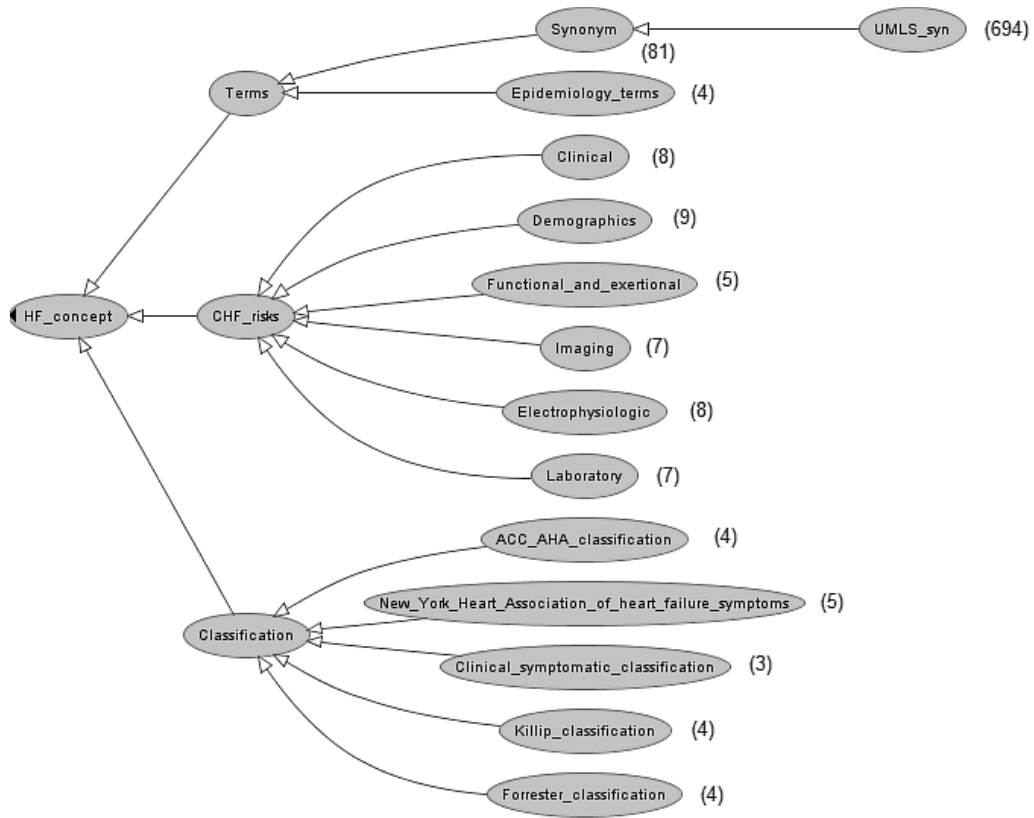 Synonym
(81)
UMLS_syn
(694)
Terms
Epidemiology_terms
(4)
Clinical
(8)
Demographics
(9)
Functional_and_exertional
(5)
HF_concept
CHF_risks
Imaging
(7)
Electrophysiologic
(8)
Laboratory
(7)
ACC_AHA_classification
(4)
New_York_Heart_Association_of_heart_failure_symptoms
(5)
Classification
Clinical_symptomatic_classification
(3)
Killip_classification
(4)
Forrester_classification
(4)